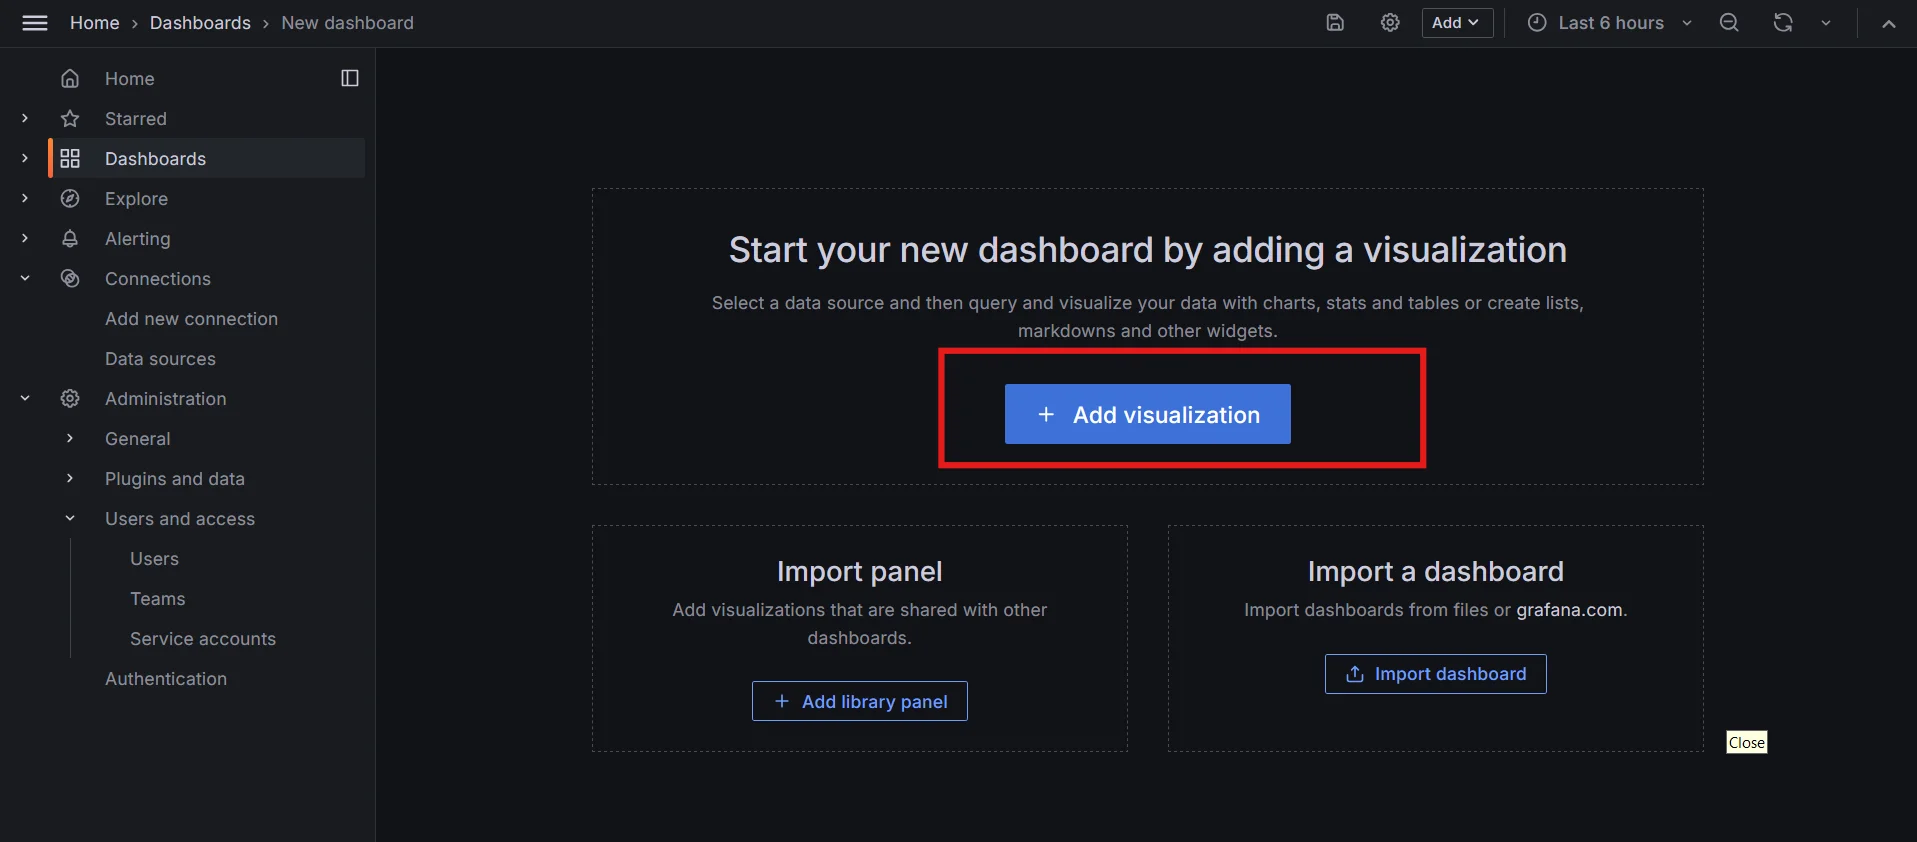 Home › Dashboards › New dashboard
Add
Last 6 hours
Home
Starred
Dashboards
Explore
Alerting
Connections
Add new connection
Data sources
Administration
General
Plugins and data
Users and access
Users
Teams
Service accounts
Authentication
Start your new dashboard by adding a visualization
Select a data source and then query and visualize your data with charts, stats and tables or create lists,
markdowns and other widgets.
+ Add visualization
Import panel
Add visualizations that are shared with other
dashboards.
+ Add library panel
Import a dashboard
Import dashboards from files or grafana.com.
Import dashboard
Close